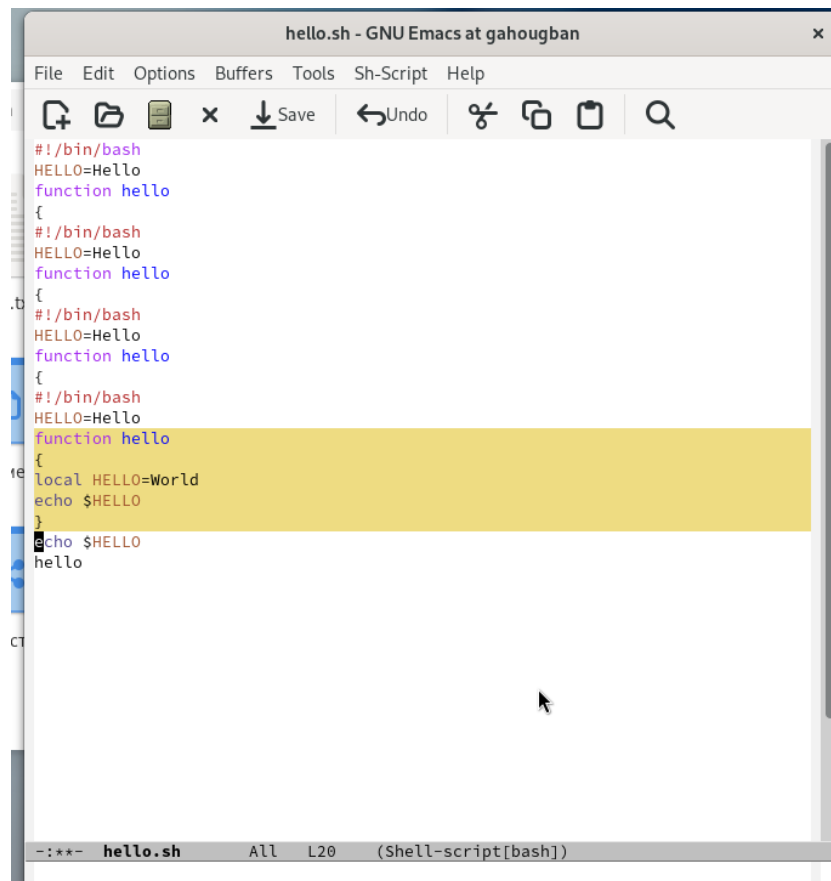 hello.sh - GNU Emacs at gahougban
File Edit Options Buffers Tools Sh-Script Help
Save Undo
#!/bin/bash
HELLO=Hello
function hello
{
#!/bin/bash
HELLO=Hello
function hello
{
#!/bin/bash
HELLO=Hello
function hello
{
#!/bin/bash
HELLO=Hello
function hello
{
local HELLO=World
echo $HELLO
}
echo $HELLO
hello
-:**- hello.sh All L20 (Shell-script[bash])